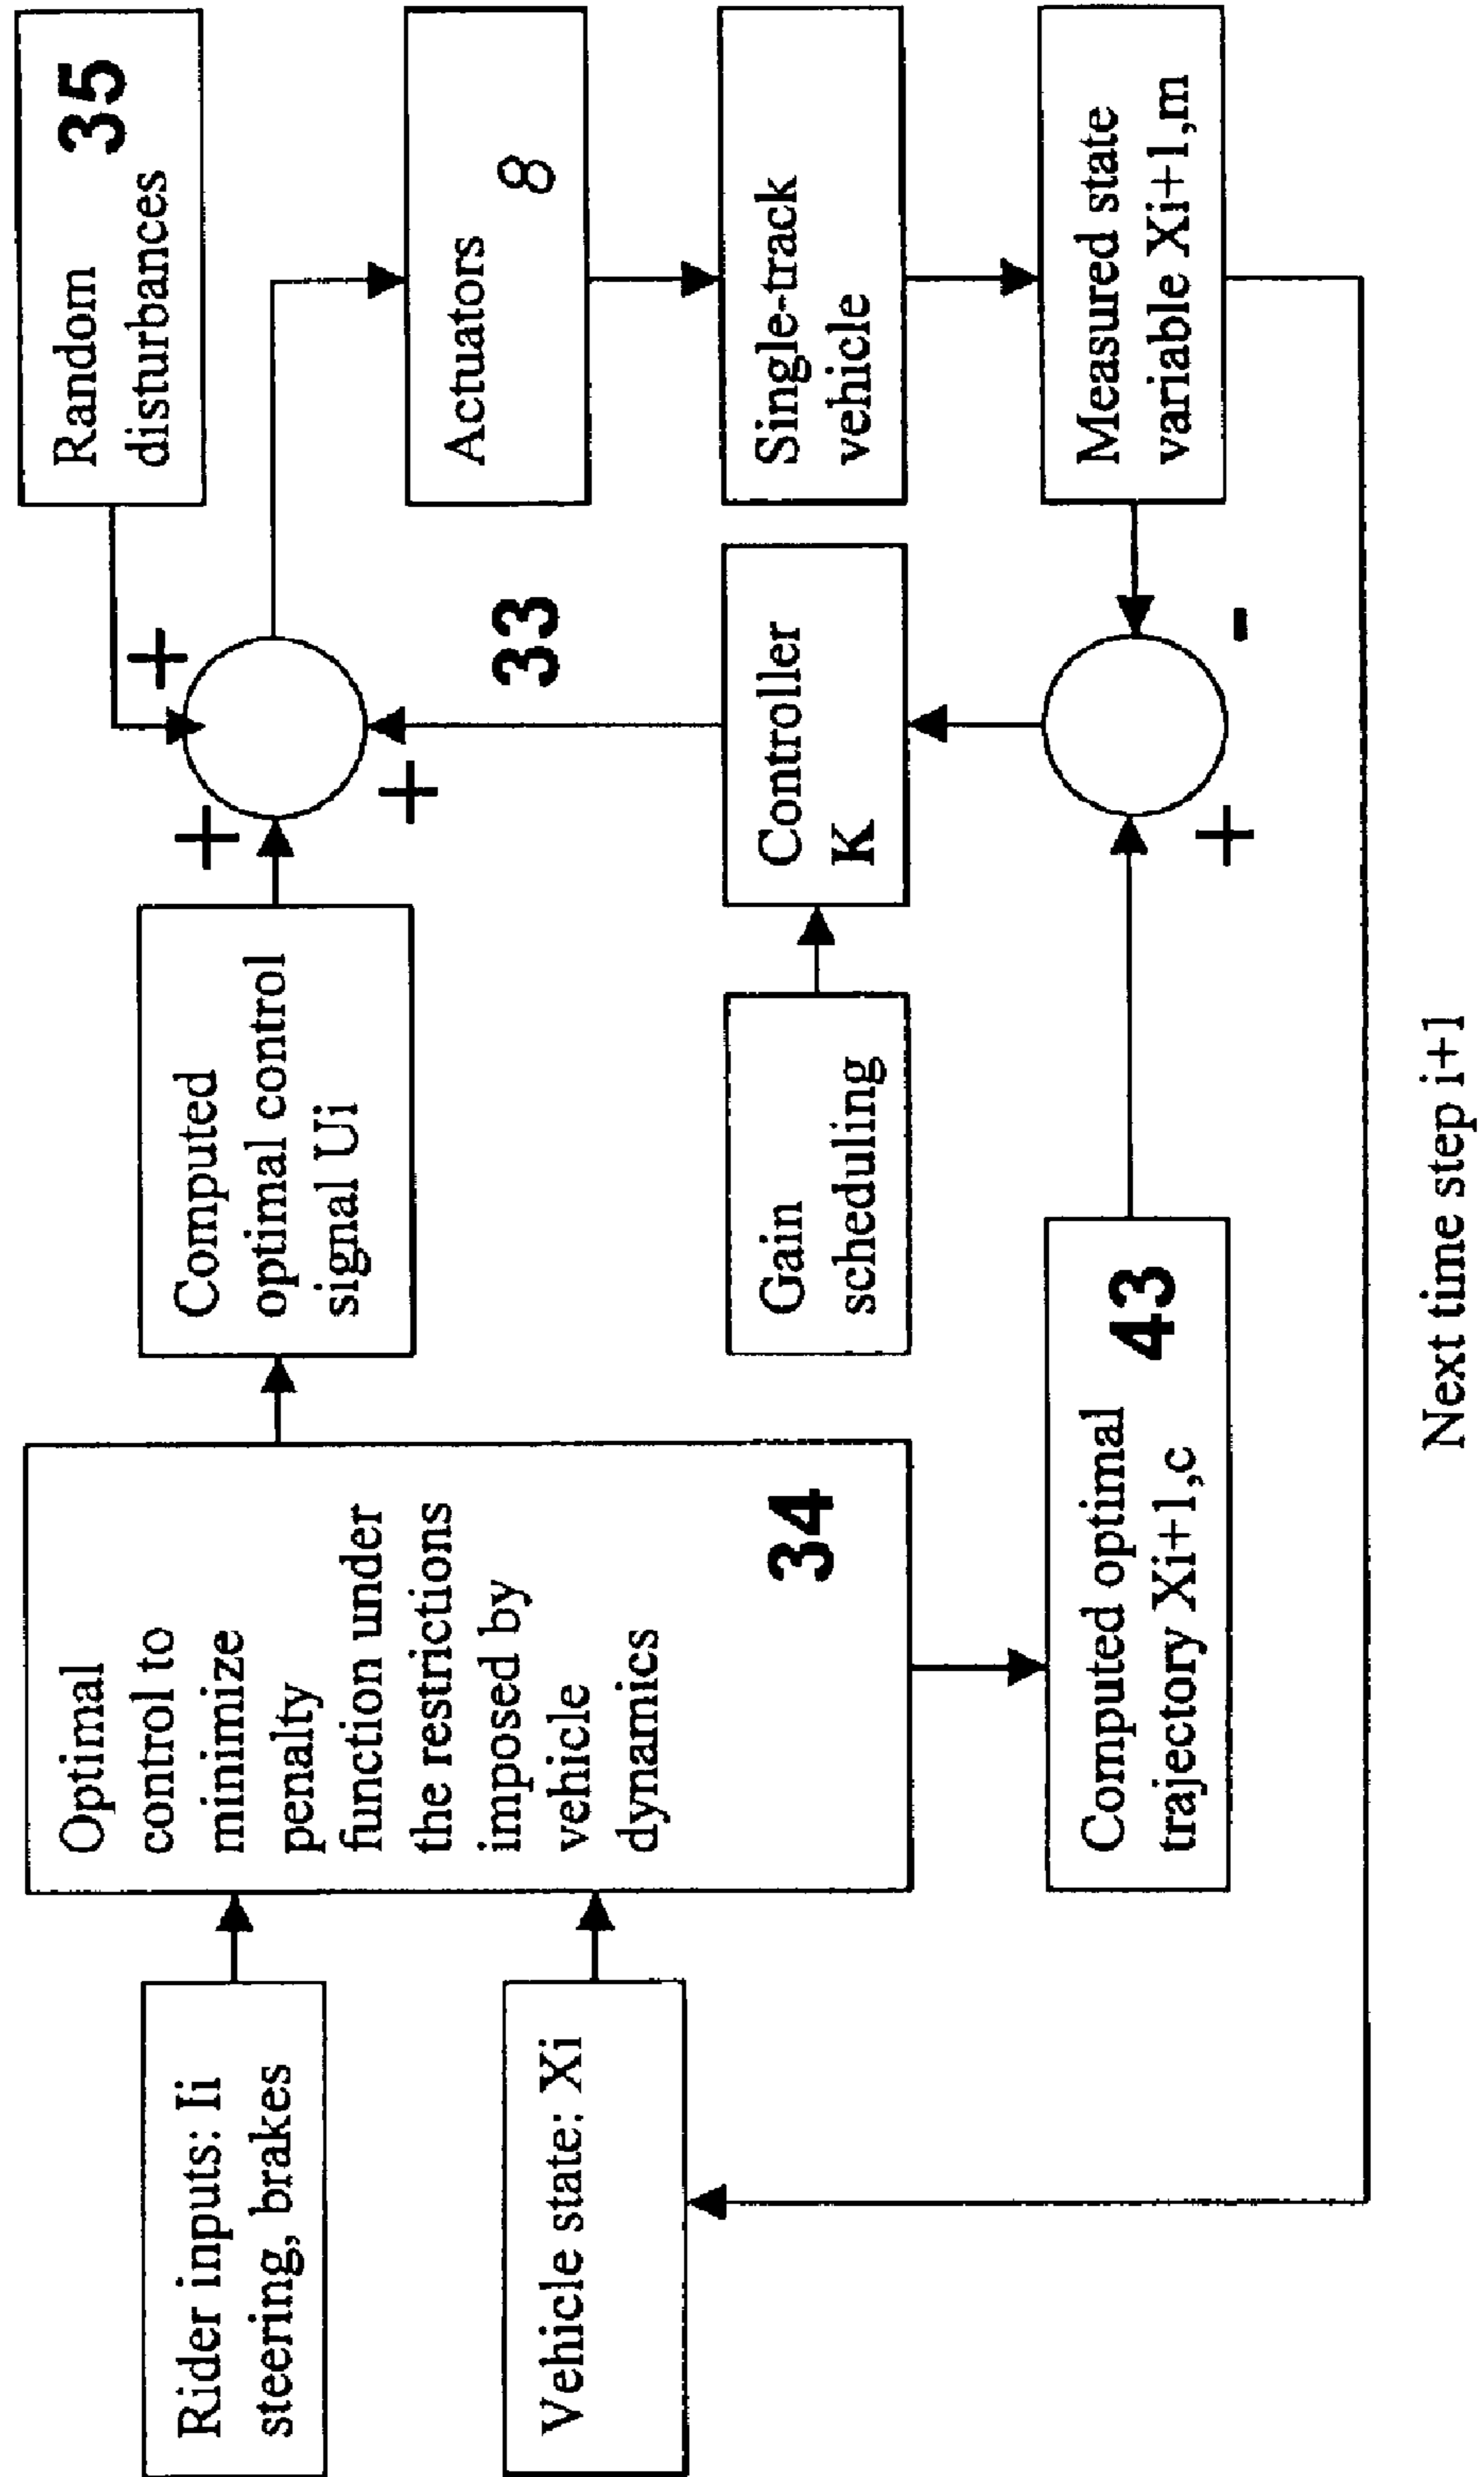 Rider inputs: Ii
steering, brakes
Vehicle state: Xi
Optimal
control to
minimize
penalty
function under
the restrictions
imposed by
vehicle
dynamics
34
Computed optimal
trajectory Xi+1,c
43
Computed
optimal control
signal Ui
Gain
scheduling
Controller
K
33
+
+
+
+
-
Random
disturbances
35
Actuators
8
Single-track
vehicle
Measured state
variable Xi+1,m
Next time step i+1